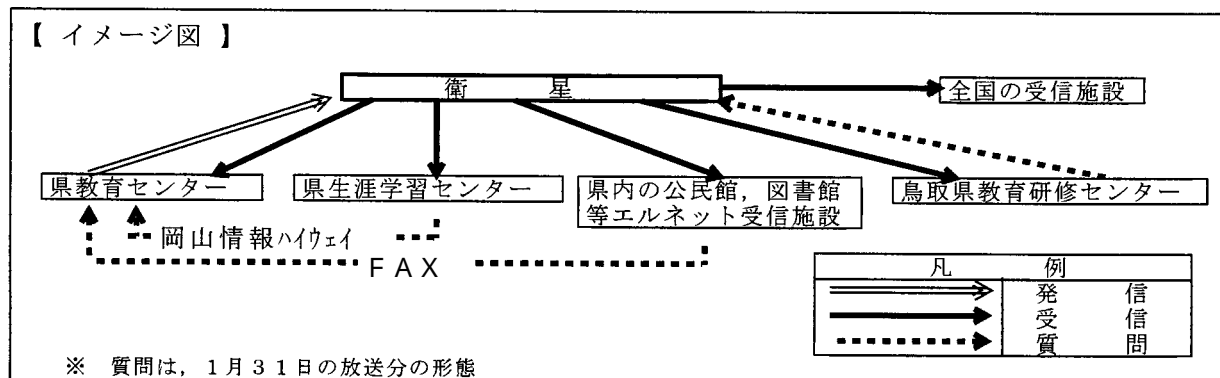 【 イメージ図 】
衛　　星
全国の受信施設
県教育センター
県生涯学習センター
県内の公民館，図書館
等エルネット受信施設
鳥取県教育研修センター
岡山情報ﾊｲｳｪｲ
ＦＡＸ
凡　　例
発　　信
受　　信
質　　問
※　質問は，１月３１日の放送分の形態